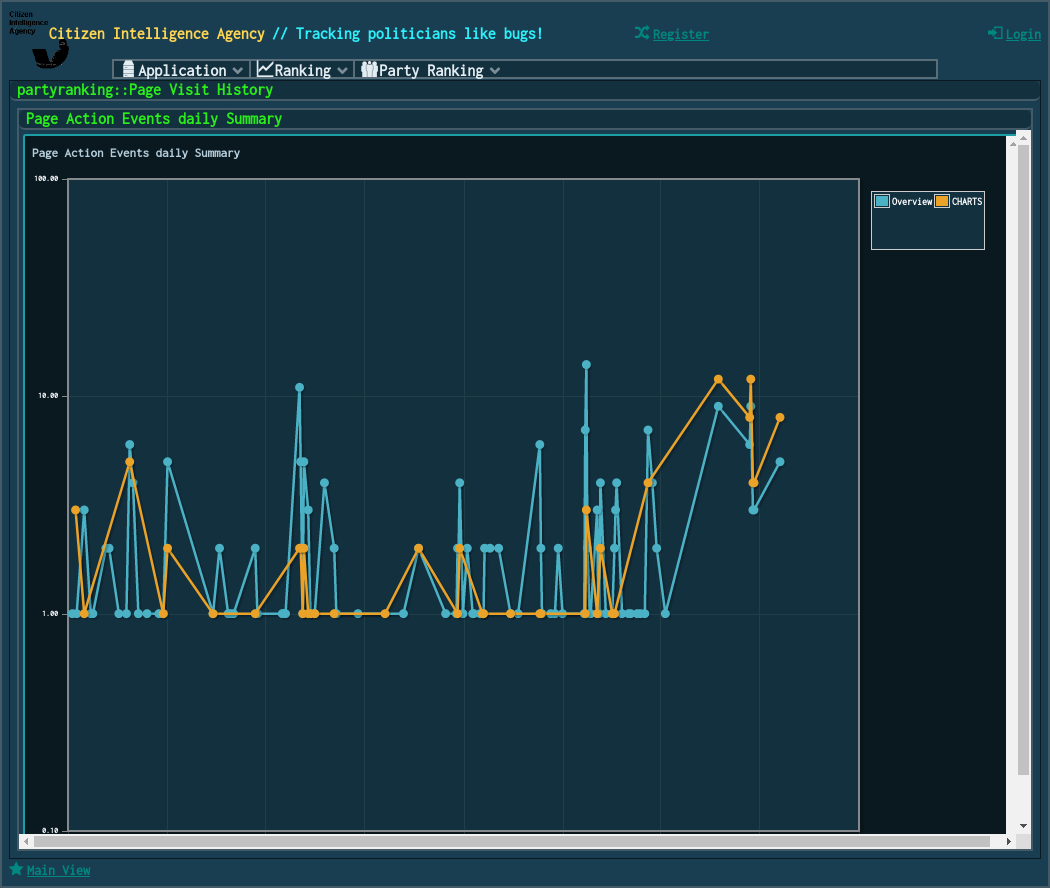 Citizen
Intelligence
Agency
Citizen Intelligence Agency // Tracking politicians like bugs!
Register
Login
Application
Ranking
Party Ranking
partyranking::Page Visit History
Page Action Events daily Summary
Page Action Events daily Summary
100.00
Overview
CHARTS
10.00
1.00
0.10
Main View